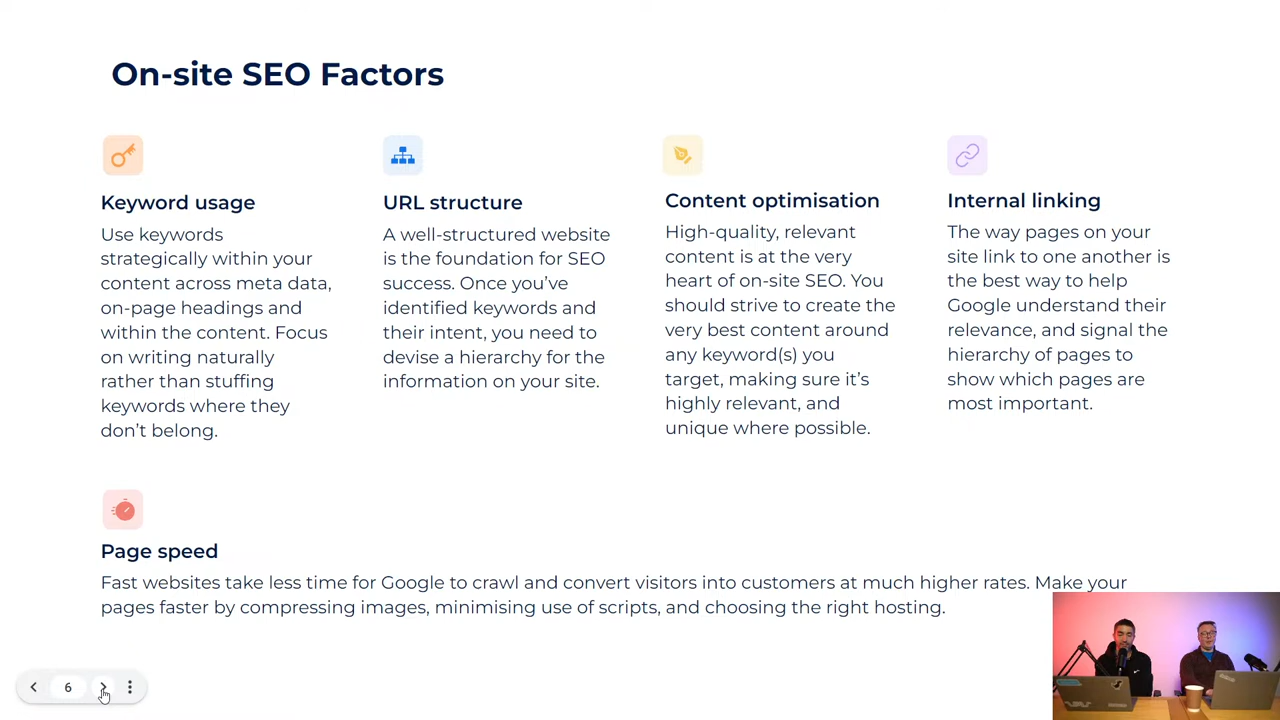 On-site SEO Factors
Keyword usage
Use keywords
strategically within your
content across meta data,
on-page headings and
within the content. Focus
on writing naturally
rather than stuffing
keywords where they
don’t belong.
URL structure
A well-structured website
is the foundation for SEO
success. Once you’ve
identified keywords and
their intent, you need to
devise a hierarchy for the
information on your site.
Content optimisation
High-quality, relevant
content is at the very
heart of on-site SEO. You
should strive to create the
very best content around
any keyword(s) you
target, making sure it’s
highly relevant, and
unique where possible.
Internal linking
The way pages on your
site link to one another is
the best way to help
Google understand their
relevance, and signal the
hierarchy of pages to
show which pages are
most important.
Page speed
Fast websites take less time for Google to crawl and convert visitors into customers at much higher rates. Make your
pages faster by compressing images, minimising use of scripts, and choosing the right hosting.
6